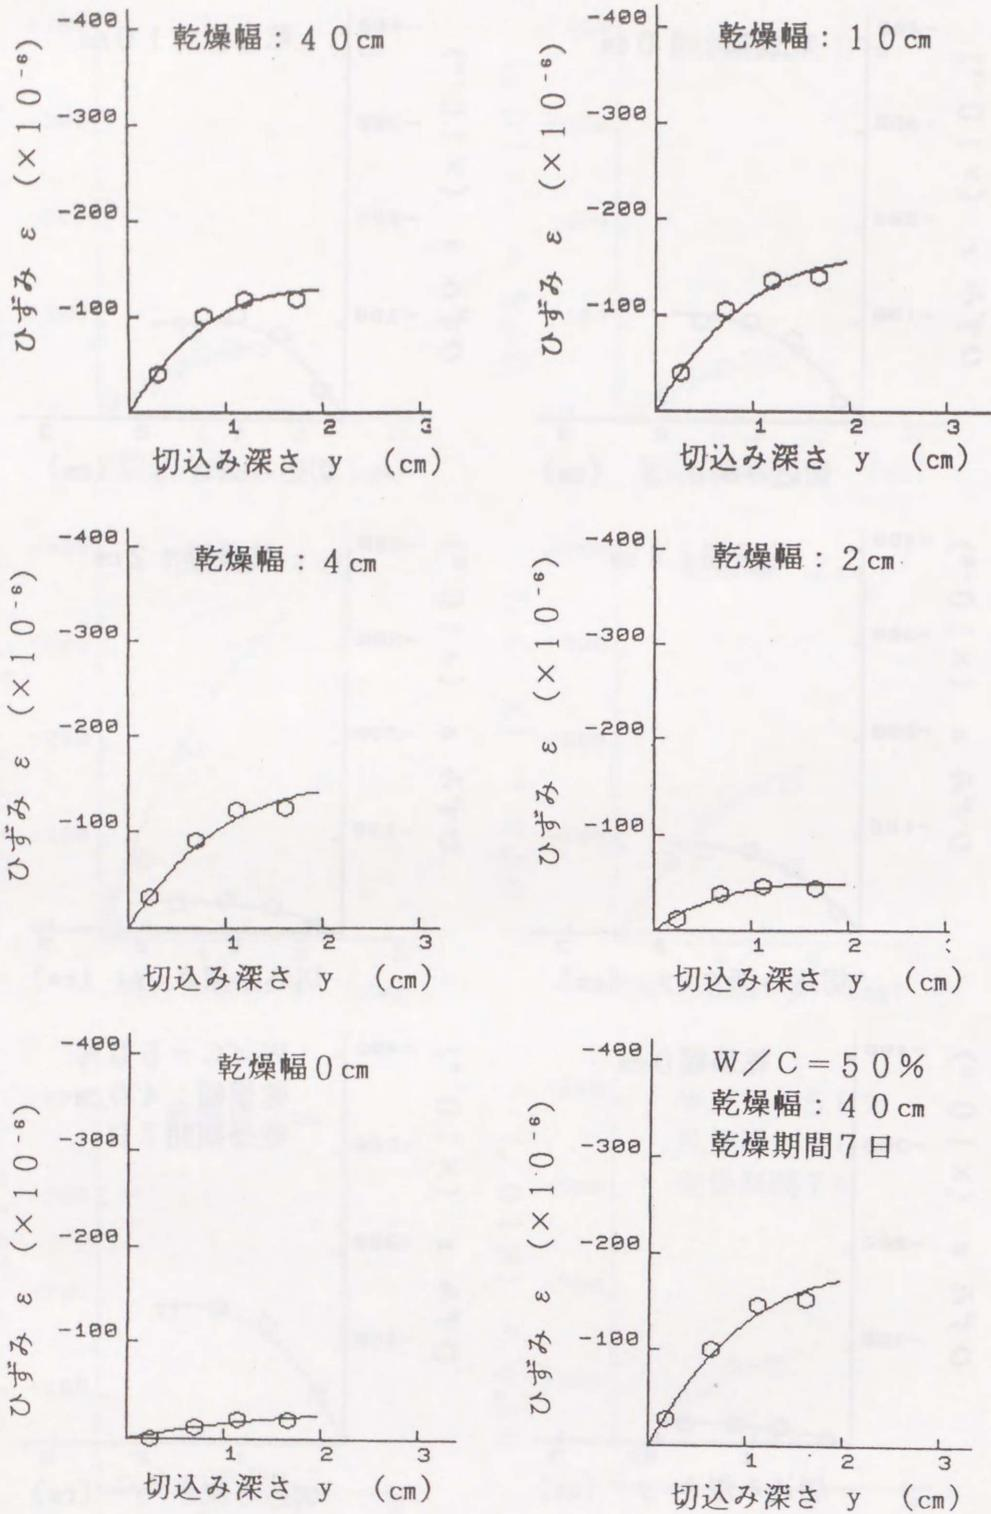 乾燥幅：４０cm
-400
-300
-200
-100
ひずみ ε (×10⁻⁶)
1 2 3
切込み深さ y (cm)
乾燥幅：１０cm
-400
-300
-200
-100
ひずみ ε (×10⁻⁶)
1 2 3
切込み深さ y (cm)
乾燥幅：４cm
-400
-300
-200
-100
ひずみ ε (×10⁻⁶)
1 2 3
切込み深さ y (cm)
乾燥幅：２cm
-400
-300
-200
-100
ひずみ ε (×10⁻⁶)
1 2
切込み深さ y (cm)
乾燥幅０cm
-400
-300
-200
-100
ひずみ ε (×10⁻⁶)
1 2 3
切込み深さ y (cm)
W／C＝５０％
乾燥幅：４０cm
乾燥期間７日
-400
-300
-200
-100
ひずみ ε (×10⁻⁶)
1 2 3
切込み深さ y (cm)